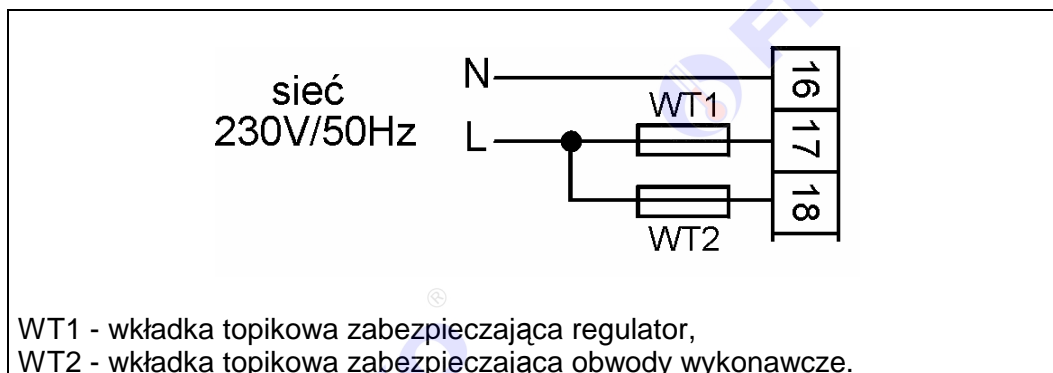 N
16
sieć
WT1
230V/50Hz
L
17
18
WT2
®
WT1 - wkładka topikowa zabezpieczająca regulator,
WT2 - wkładka topikowa zabezpieczająca obwody wykonawcze.